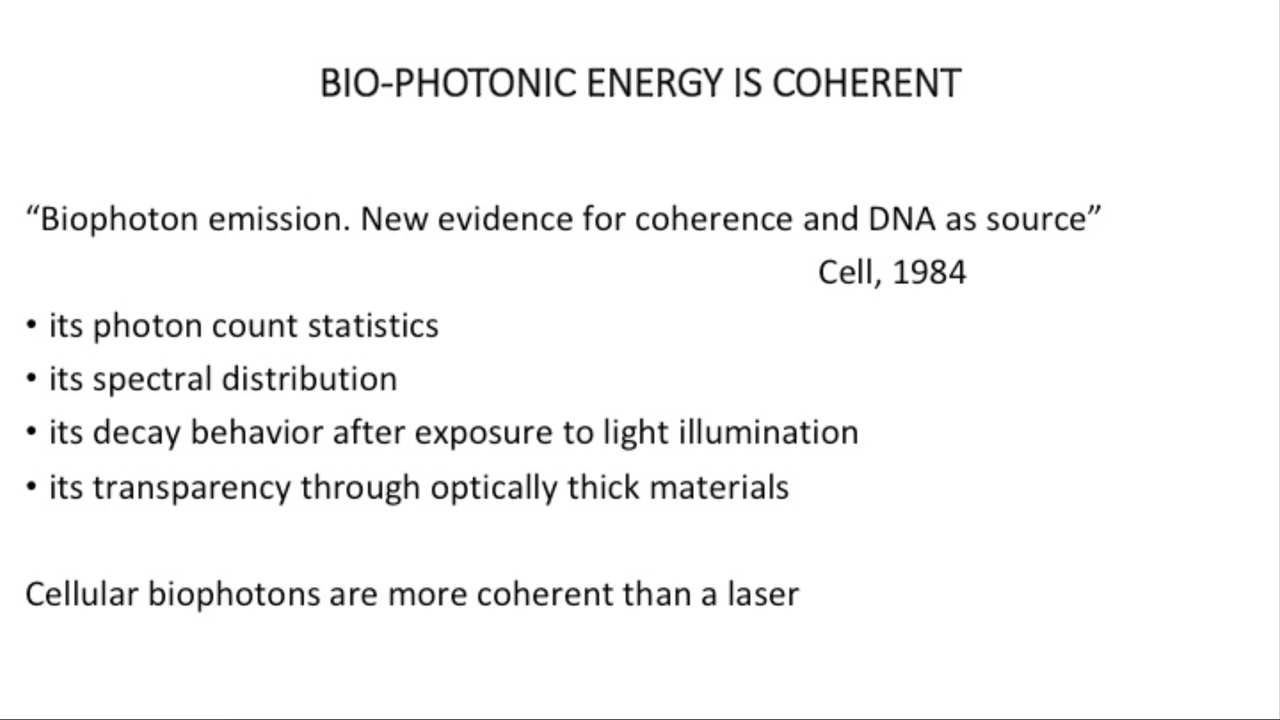 BIO-PHOTONIC ENERGY IS COHERENT
“Biophoton emission. New evidence for coherence and DNA as source”
Cell, 1984
• its photon count statistics
• its spectral distribution
• its decay behavior after exposure to light illumination
• its transparency through optically thick materials
Cellular biophotons are more coherent than a laser